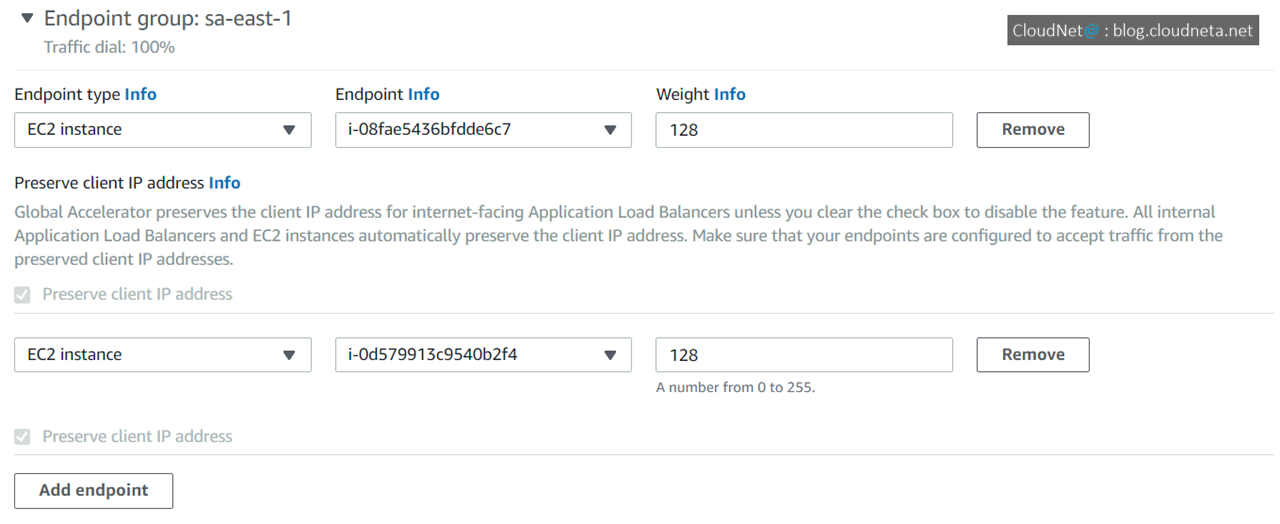 Endpoint group: sa-east-1
CloudNet@ : blog.cloudneta.net
Traffic dial: 100%
Endpoint type Info
Endpoint Info
Weight Info
EC2 instance
i-08fae5436bfdde6c7
128
Remove
Preserve client IP address Info
Global Accelerator preserves the client IP address for internet-facing Application Load Balancers unless you clear the check box to disable the feature. All internal
Application Load Balancers and EC2 instances automatically preserve the client IP address. Make sure that your endpoints are configured to accept traffic from the
preserved client IP addresses.
Preserve client IP address
EC2 instance
i-0d579913c9540b2f4
128
Remove
A number from 0 to 255.
Preserve client IP address
Add endpoint